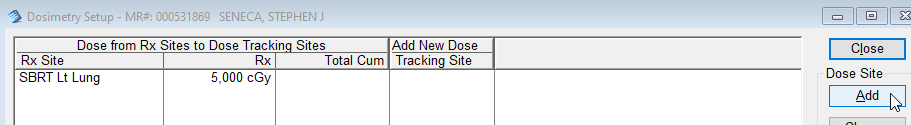 Dosimetry Setup - MR#: 000531869 SENECA, STEPHEN J
Dose from Rx Sites to Dose Tracking Sites Add New Dose
Rx Site Rx Total Cum Tracking Site
SBRT Lt Lung 5,000 cGy
Close
Dose Site
Add